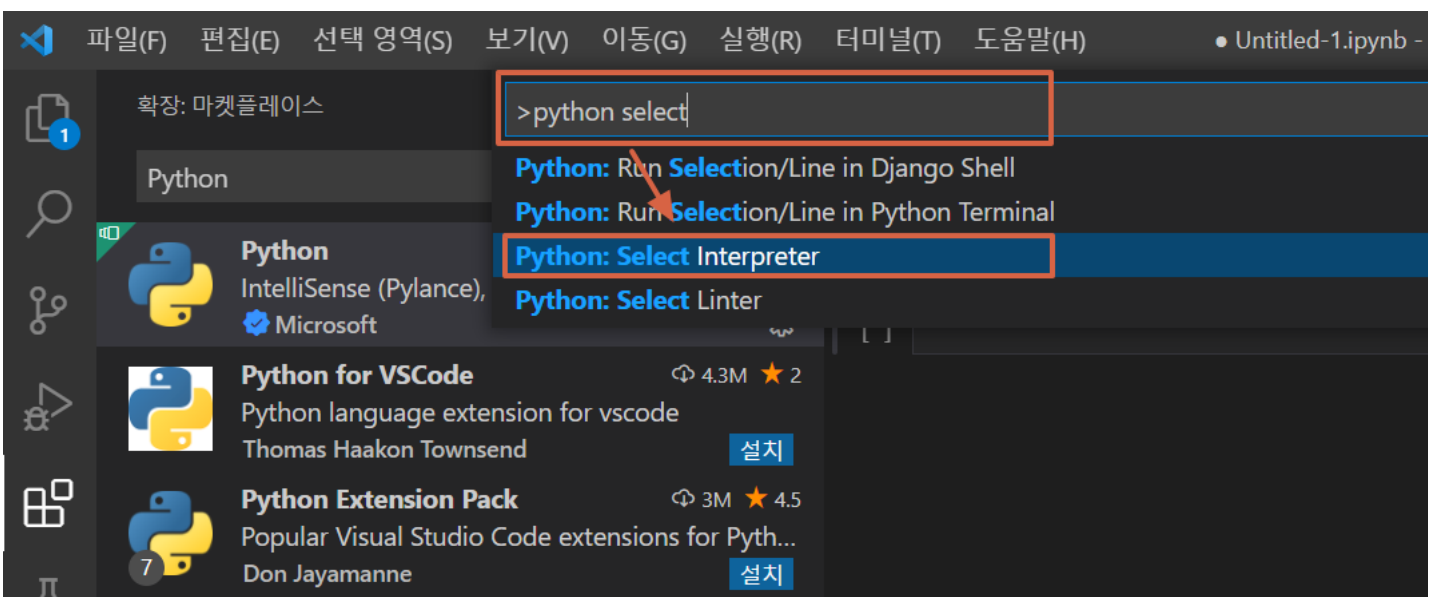 파일(F) 편집(E) 선택 영역(S) 보기(V) 이동(G) 실행(R) 터미널(T) 도움말(H) ● Untitled-1.ipynb -
확장: 마켓플레이스
>python select
Python
Python: Run Selection/Line in Django Shell
Python: Run Selection/Line in Python Terminal
Python: Select Interpreter
Python: Select Linter
1
Python
IntelliSense (Pylance),
Microsoft
[ ]
Python for VSCode 4.3M ★ 2
Python language extension for vscode
Thomas Haakon Townsend 설치
Python Extension Pack 3M ★ 4.5
Popular Visual Studio Code extensions for Pyth...
7
Don Jayamanne 설치